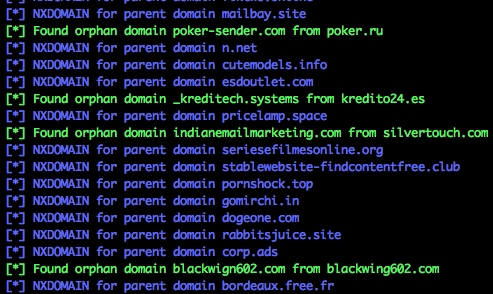 [*] NXDOMAIN for parent domain mailbay.site
[*] Found orphan domain poker-sender.com from poker.ru
[*] NXDOMAIN for parent domain n.net
[*] NXDOMAIN for parent domain cutemodels.info
[*] NXDOMAIN for parent domain esdoutlet.com
[*] Found orphan domain _kreditech.systems from kredito24.es
[*] NXDOMAIN for parent domain pricelamp.space
[*] Found orphan domain indianemailmarketing.com from silvertouch.com
[*] NXDOMAIN for parent domain seriesefilmesonline.org
[*] NXDOMAIN for parent domain stablewebsite-findcontentfree.club
[*] NXDOMAIN for parent domain pornshock.top
[*] NXDOMAIN for parent domain gomirchi.in
[*] NXDOMAIN for parent domain dogeone.com
[*] NXDOMAIN for parent domain rabbitsjuice.site
[*] NXDOMAIN for parent domain corp.ads
[*] Found orphan domain blackwign602.com from blackwing602.com
[*] NXDOMAIN for parent domain bordeaux.free.fr